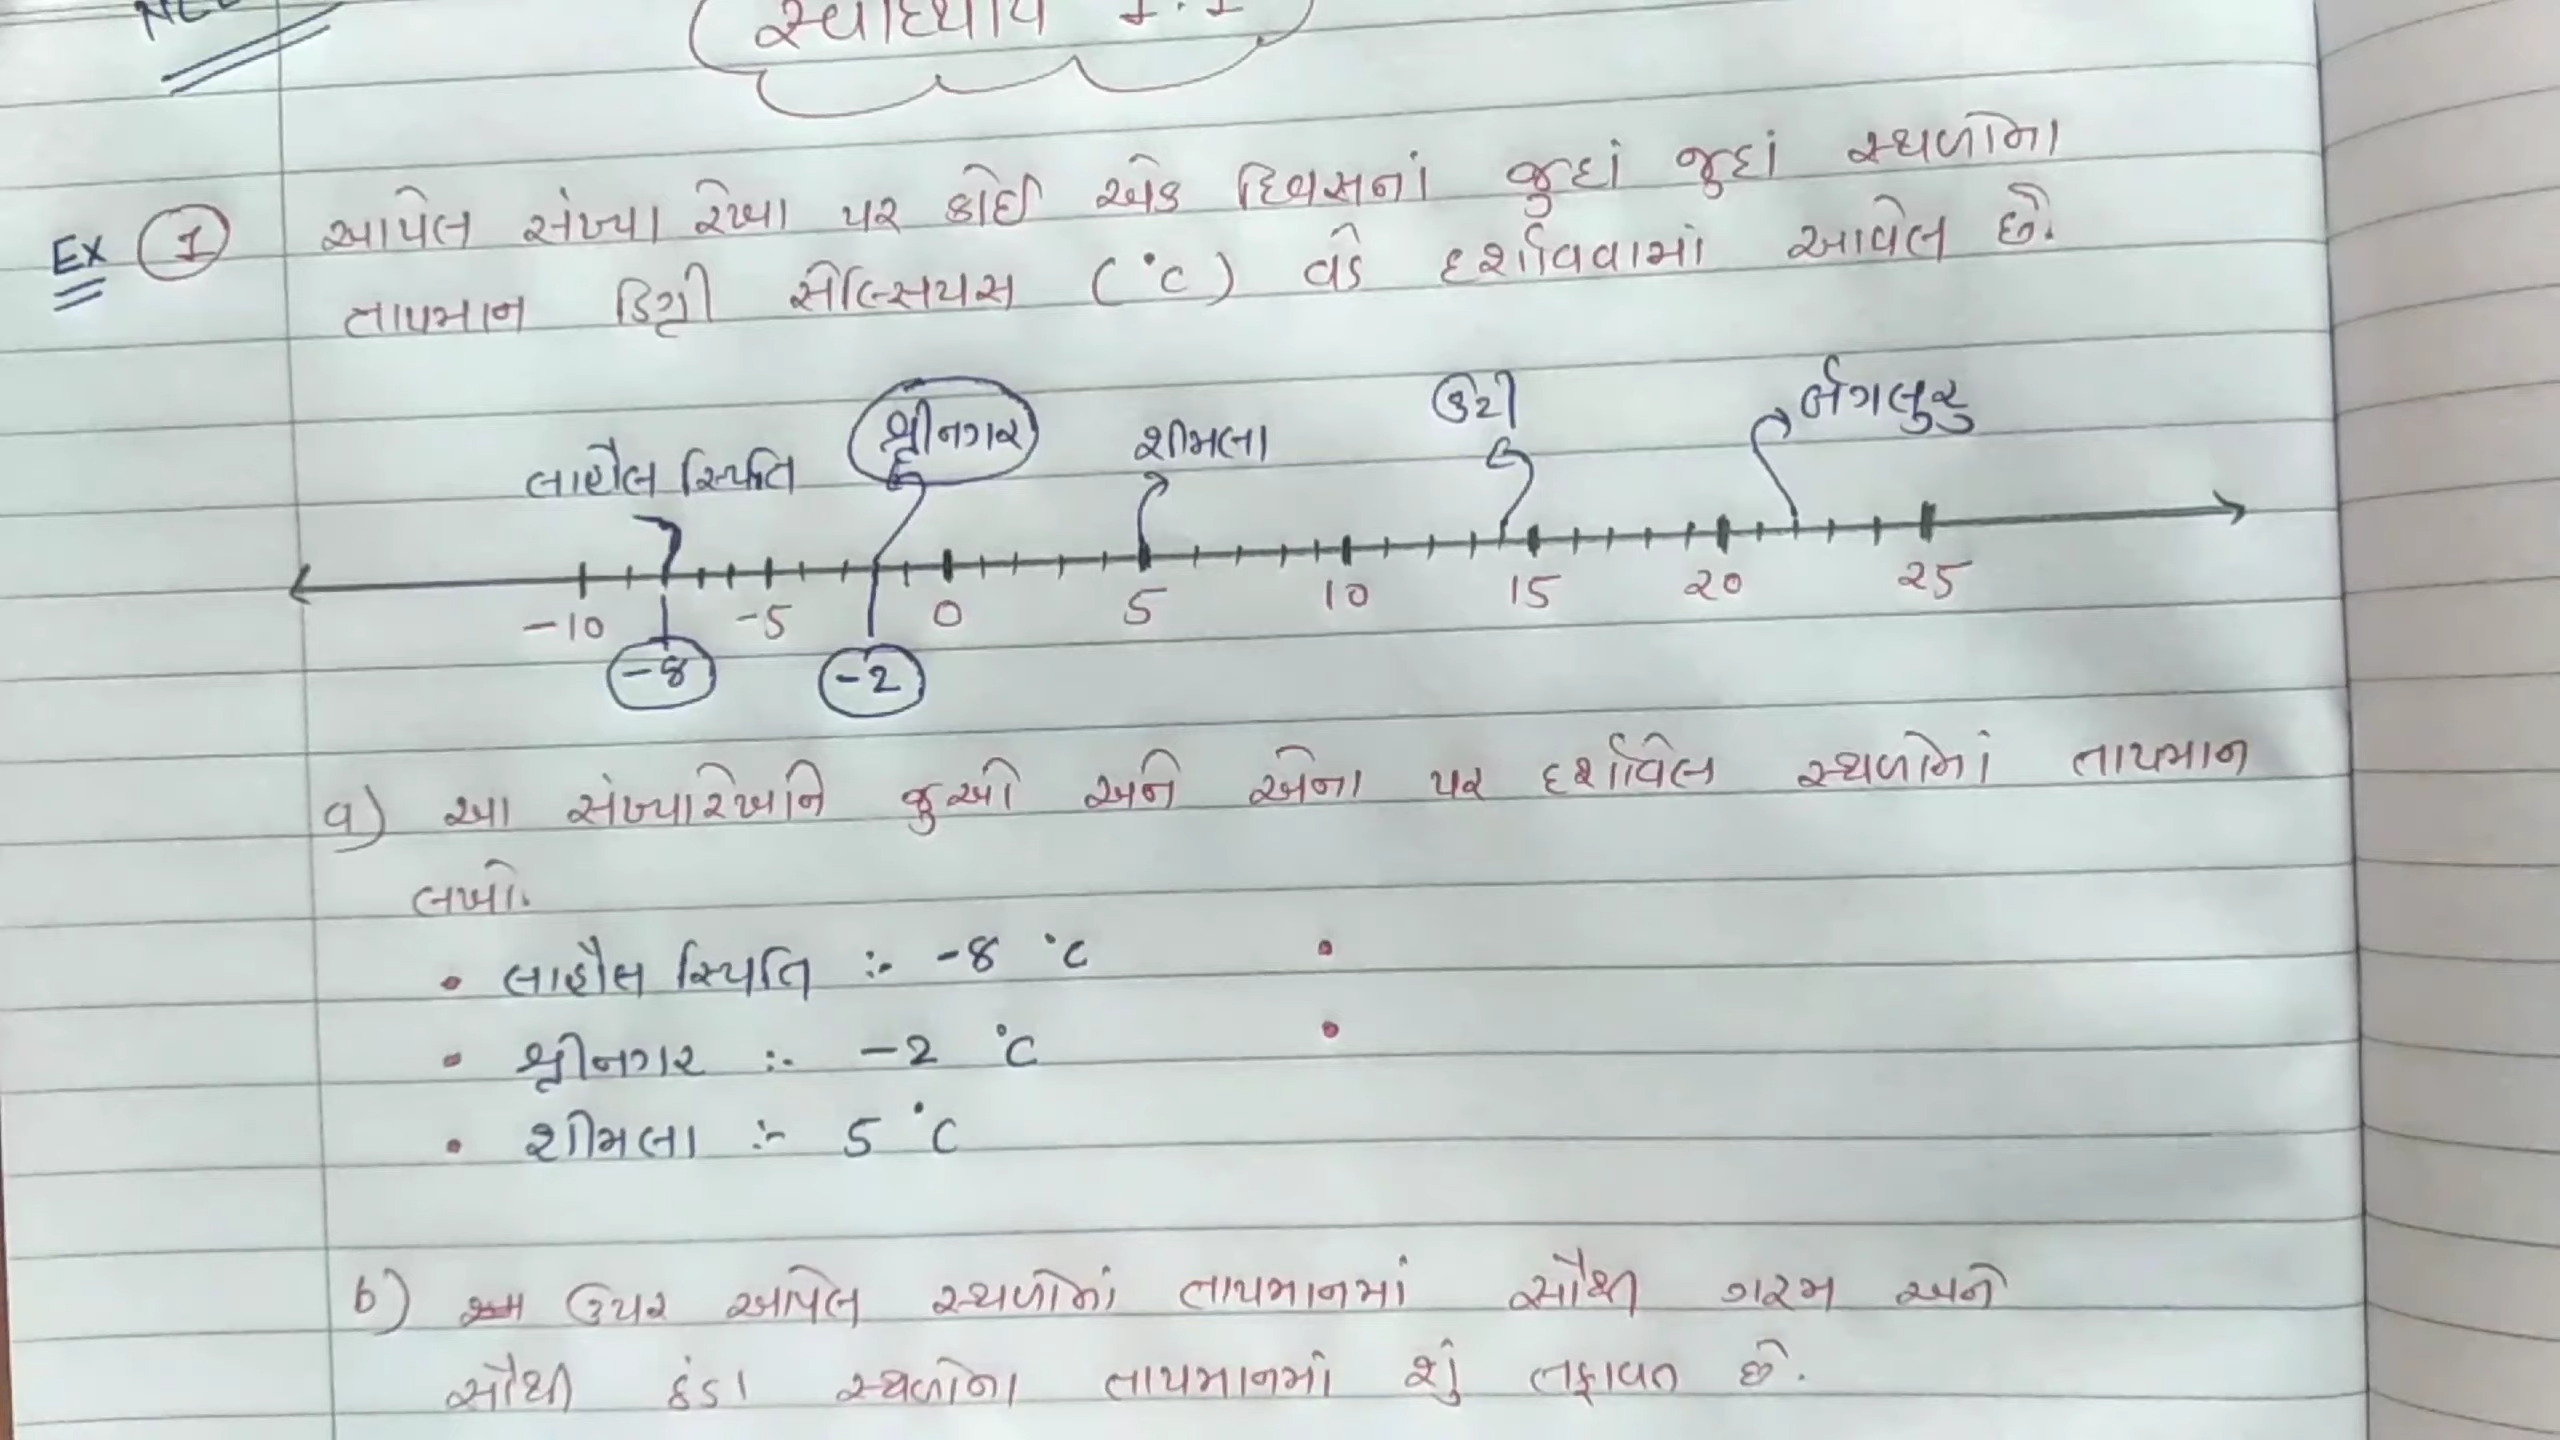 સ્વાધ્યાય 1.1
Ex 1 આપેલ સંખ્યા રેખા પર કોઈ એક દિવસનાં જુદાં જુદાં સ્થળોના
તાપમાન ડિગ્રી સેલ્સિયસ (°C) વડે દર્શાવવામાં આવેલ છે.
લાહૌલ સ્પિતિ શ્રીનગર શીમલા ઉટી બેંગલુરુ
-10 -5 0 5 10 15 20 25
-8 -2
a) આ સંખ્યારેખાને જુઓ અને એના પર દર્શાવેલ સ્થળોમાં તાપમાન
લખો.
• લાહૌલ સ્પિતિ :- -8 °C •
• શ્રીનગર :- -2 °C •
• શીમલા :- 5 °C
b) ઉપર આપેલ સ્થળોમાં તાપમાનમાં સૌથી ગરમ અને
સૌથી ઠંડા સ્થળોના તાપમાનમાં શું તફાવત છે.